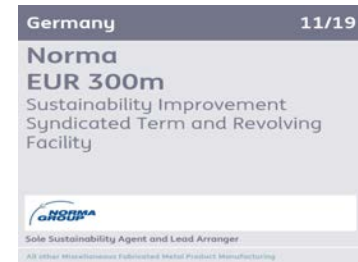 Germany 11/19
Norma
EUR 300m
Sustainability Improvement
Syndicated Term and Revolving
Facility
NORMA
GROUP
Sole Sustainability Agent and Lead Arranger
All other Miscellaneous Fabricated Metal Product Manufacturing